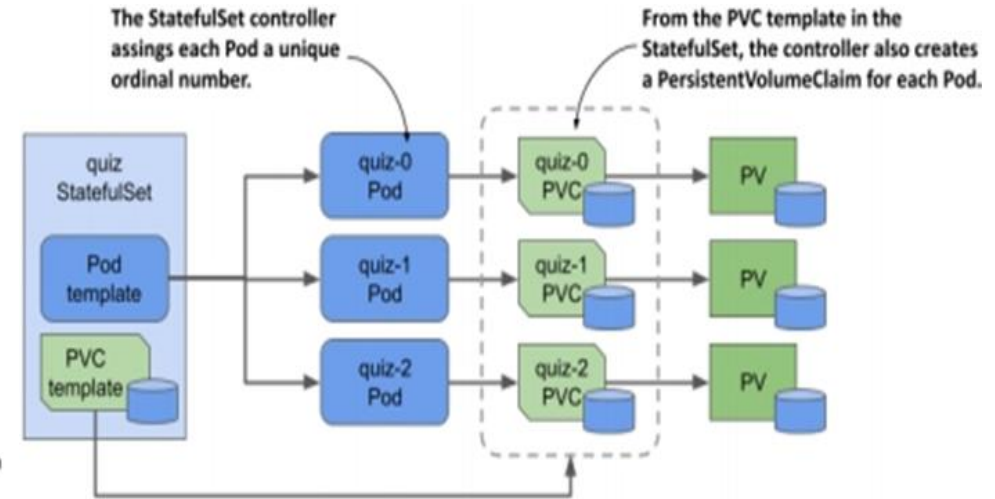 The StatefulSet controller
assings each Pod a unique
ordinal number.
From the PVC template in the
StatefulSet, the controller also creates
a PersistentVolumeClaim for each Pod.
quiz
StatefulSet
Pod
template
PVC
template
quiz-0
Pod
quiz-0
PVC
PV
quiz-1
Pod
quiz-1
PVC
PV
quiz-2
Pod
quiz-2
PVC
PV